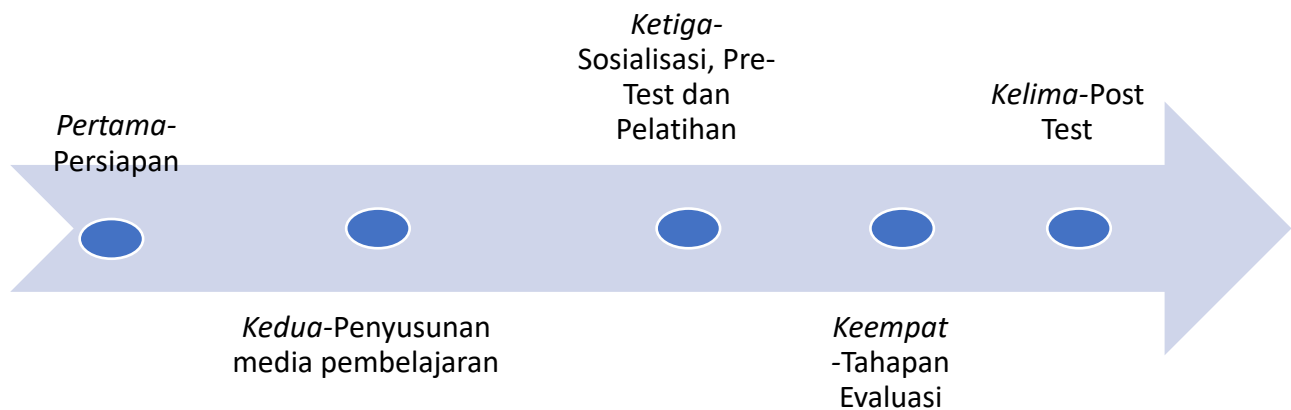 Pertama-
Persiapan
Kedua-Penyusunan
media pembelajaran
Ketiga-
Sosialisasi, Pre-
Test dan
Pelatihan
Keempat
-Tahapan
Evaluasi
Kelima-Post
Test